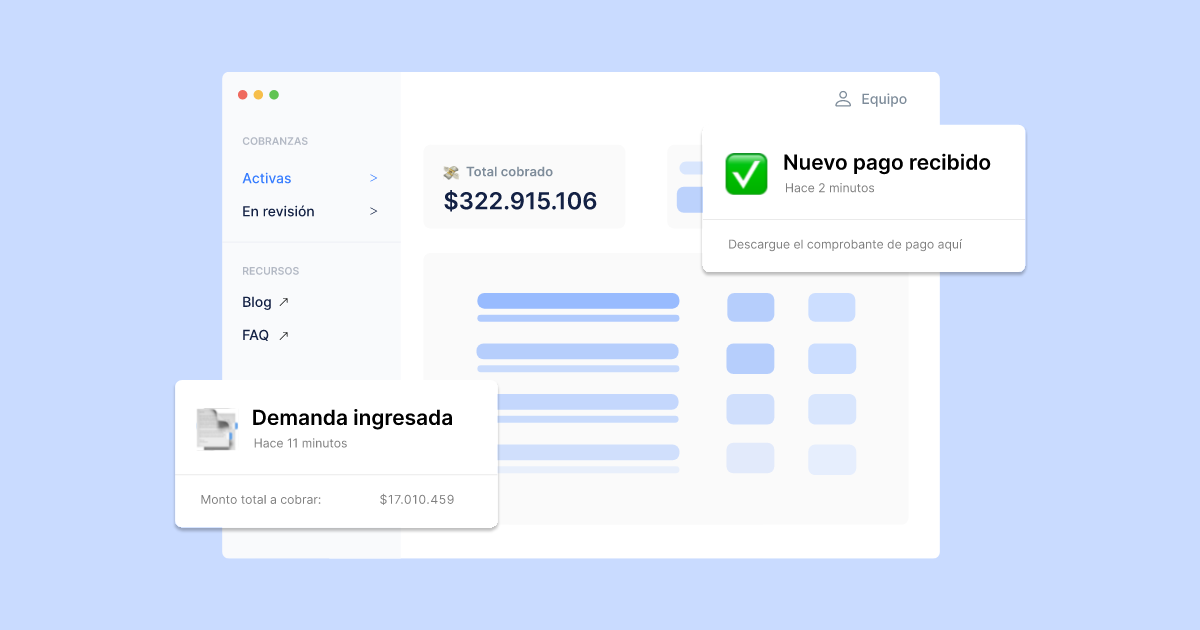 Equipo
COBRANZAS
Activas >
En revisión >
RECURSOS
Blog ↗
FAQ ↗
💸 Total cobrado
$322.915.106
Nuevo pago recibido
Hace 2 minutos
Descargue el comprobante de pago aquí
Demanda ingresada
Hace 11 minutos
Monto total a cobrar: $17.010.459